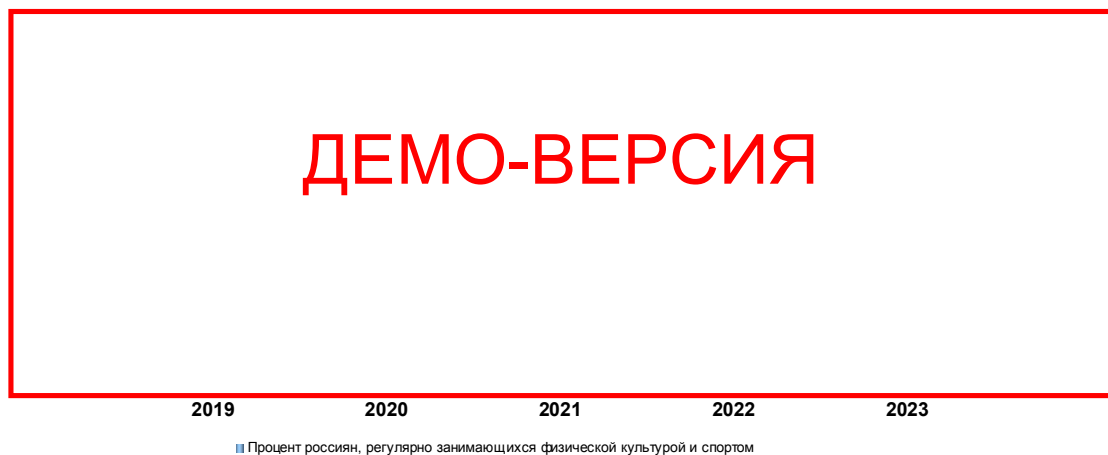 ДЕМО-ВЕРСИЯ
2019 2020 2021 2022 2023
Процент россиян, регулярно занимающихся физической культурой и спортом